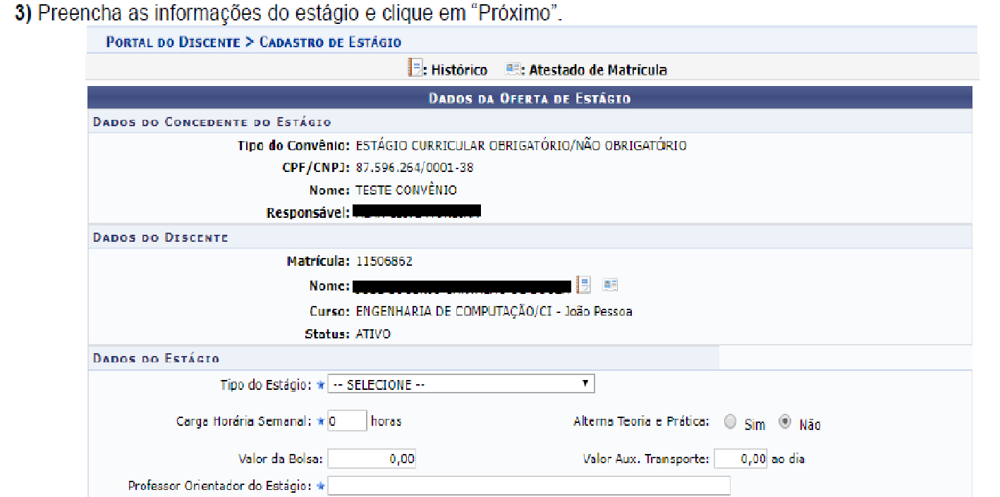 3) Preencha as informações do estágio e clique em “Próximo”.
PORTAL DO DISCENTE > CADASTRO DE ESTÁGIO
: Histórico : Atestado de Matrícula
DADOS DA OFERTA DE ESTÁGIO
DADOS DO CONCEDENTE DO ESTÁGIO
Tipo do Convênio: ESTÁGIO CURRICULAR OBRIGATÓRIO/NÃO OBRIGATÓRIO
CPF/CNPJ: 87.596.264/0001-38
Nome: TESTE CONVÊNIO
Responsável:
DADOS DO DISCENTE
Matrícula: 11506862
Nome:
Curso: ENGENHARIA DE COMPUTAÇÃO/CI - João Pessoa
Status: ATIVO
DADOS DO ESTÁGIO
Tipo do Estágio: ★ -- SELECIONE --
Carga Horária Semanal: ★ 0 horas Alterna Teoria e Prática: Sim Não
Valor da Bolsa: 0,00 Valor Aux. Transporte: 0,00 ao dia
Professor Orientador do Estágio: ★